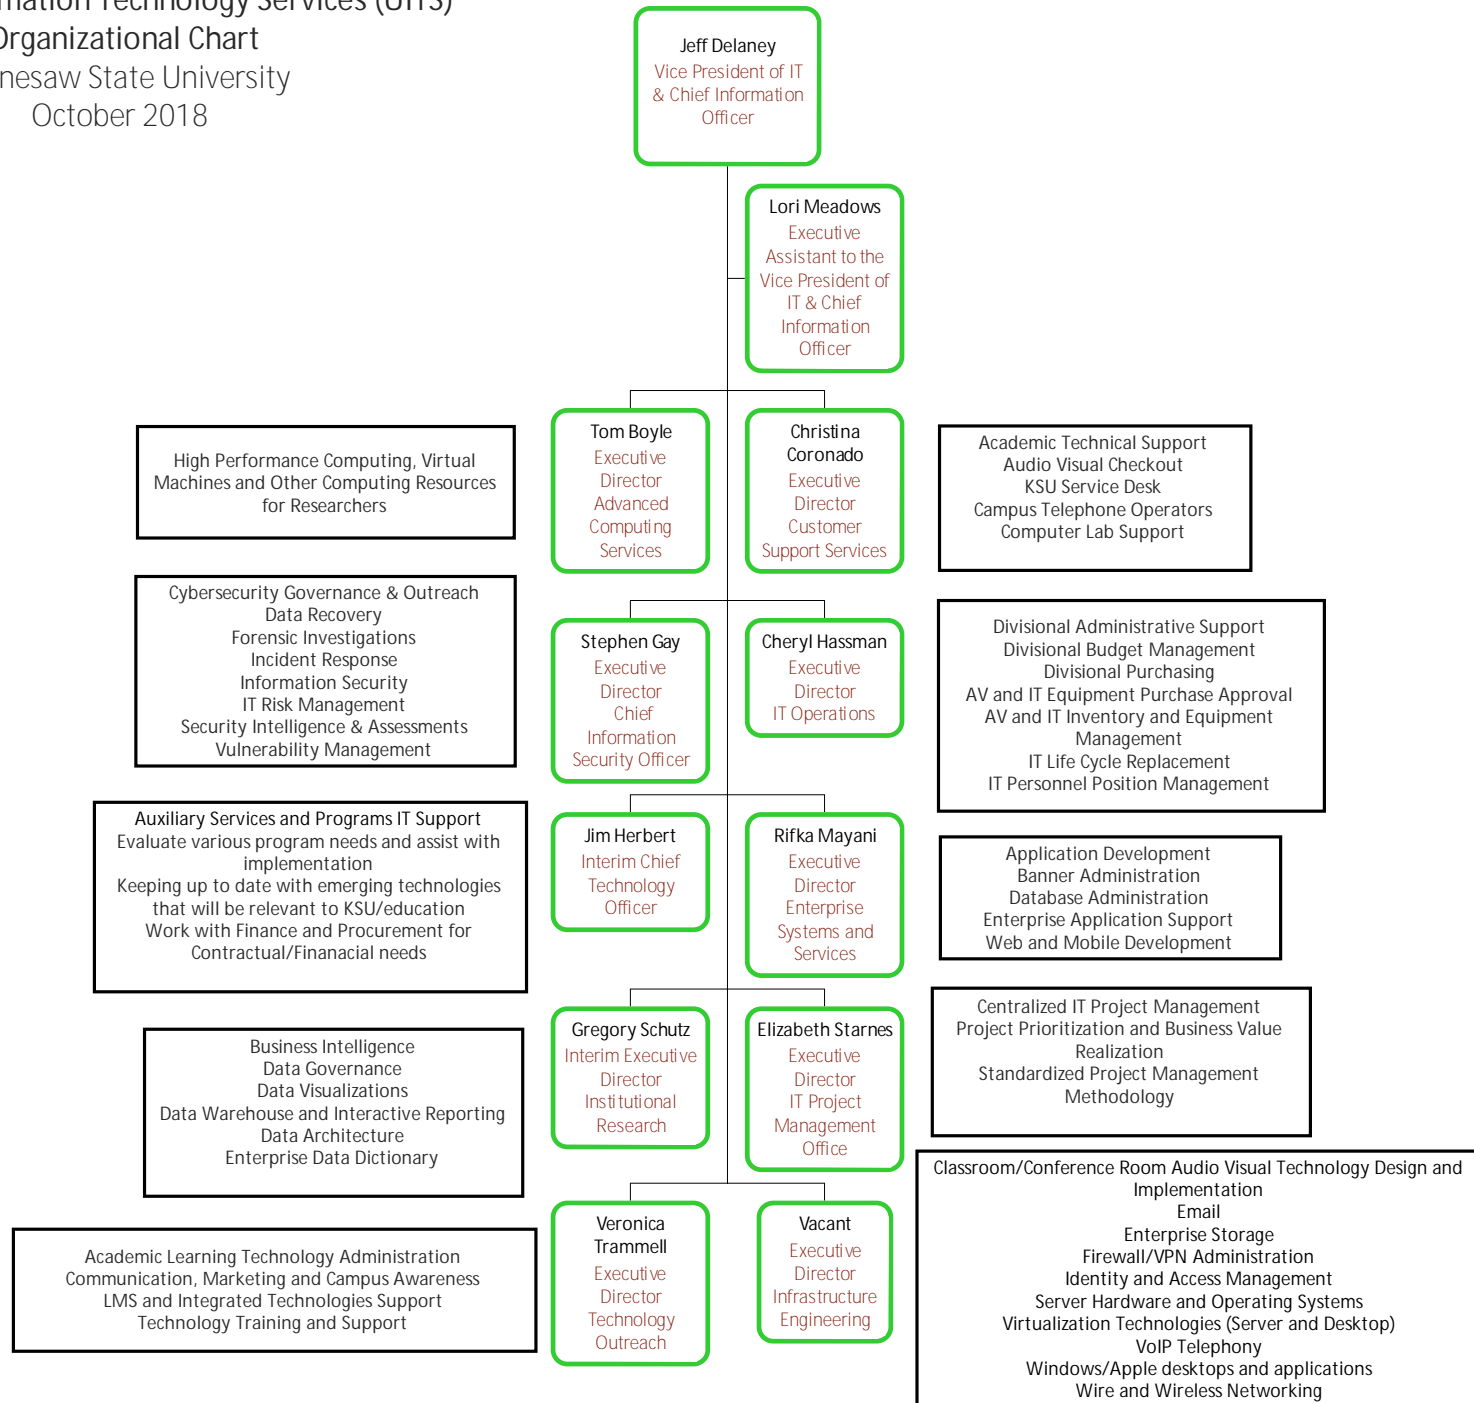 Technology Services (UITS)
Organizational Chart
State University
October 2018
Jeff Delaney
Vice President of IT
& Chief Information
Officer
Lori Meadows
Executive
Assistant to the
Vice President of
IT & Chief
Information
Officer
High Performance Computing, Virtual
Machines and Other Computing Resources
for Researchers
Tom Boyle
Executive
Director
Advanced
Computing
Services
Christina
Coronado
Executive
Director
Customer
Support Services
Academic Technical Support
Audio Visual Checkout
KSU Service Desk
Campus Telephone Operators
Computer Lab Support
Cybersecurity Governance & Outreach
Data Recovery
Forensic Investigations
Incident Response
Information Security
IT Risk Management
Security Intelligence & Assessments
Vulnerability Management
Stephen Gay
Executive
Director
Chief
Information
Security Officer
Cheryl Hassman
Executive
Director
IT Operations
Divisional Administrative Support
Divisional Budget Management
Divisional Purchasing
AV and IT Equipment Purchase Approval
AV and IT Inventory and Equipment
Management
IT Life Cycle Replacement
IT Personnel Position Management
Auxiliary Services and Programs IT Support
Evaluate various program needs and assist with
implementation
Keeping up to date with emerging technologies
that will be relevant to KSU/education
Work with Finance and Procurement for
Contractual/Finanacial needs
Jim Herbert
Interim Chief
Technology
Officer
Rifka Mayani
Executive
Director
Enterprise
Systems and
Services
Application Development
Banner Administration
Database Administration
Enterprise Application Support
Web and Mobile Development
Business Intelligence
Data Governance
Data Visualizations
Data Warehouse and Interactive Reporting
Data Architecture
Enterprise Data Dictionary
Gregory Schutz
Interim Executive
Director
Institutional
Research
Elizabeth Starnes
Executive
Director
IT Project
Management
Office
Centralized IT Project Management
Project Prioritization and Business Value
Realization
Standardized Project Management
Methodology
Academic Learning Technology Administration
Communication, Marketing and Campus Awareness
LMS and Integrated Technologies Support
Technology Training and Support
Veronica
Trammell
Executive
Director
Technology
Outreach
Vacant
Executive
Director
Infrastructure
Engineering
Classroom/Conference Room Audio Visual Technology Design and
Implementation
Email
Enterprise Storage
Firewall/VPN Administration
Identity and Access Management
Server Hardware and Operating Systems
Virtualization Technologies (Server and Desktop)
VoIP Telephony
Windows/Apple desktops and applications
Wire and Wireless Networking